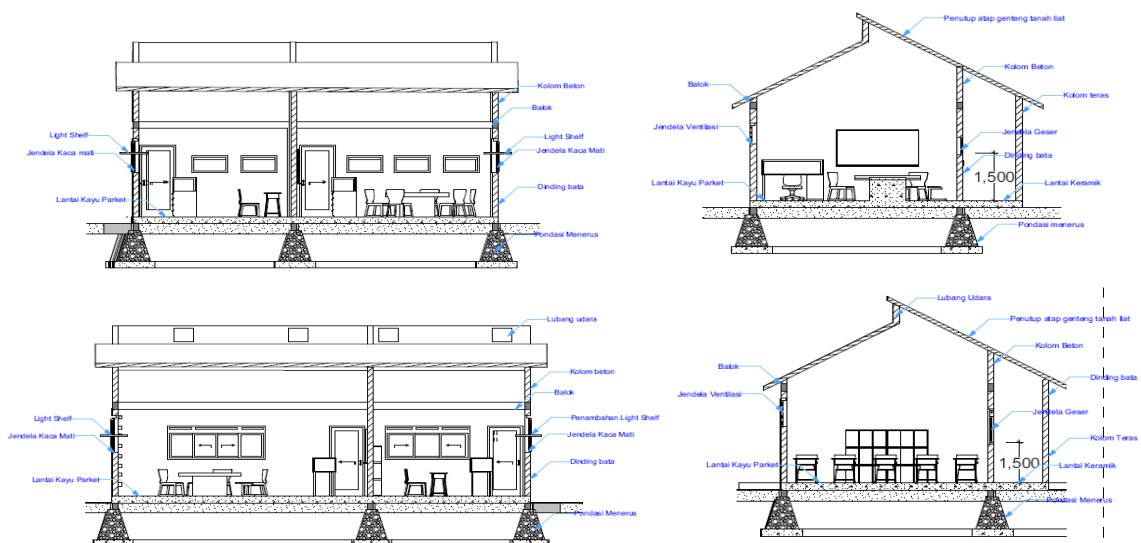 Kolom Beton
Balok
Light Shelf
Jendela Kaca mati
Light Shelf
Jendela Kaca Mati
Lantai Kayu Parket
Dinding bata
Pondasi Menerus
Penutup atap genteng tanah liat
Kolom Beton
Balok
Kolom teras
Jendela Ventilasi
Jendela Geser
Dinding bata
1,500
Lantai Kayu Parket
Lantai Keramik
Pondasi menerus
Lubang udara
Kolom beton
Balok
Light Shelf
Penambahan Light Shelf
Jendela Kaca Mati
Jendela Kaca Mati
Dinding bata
Lantai Kayu Parket
Pondasi Menerus
Lubang Udara
Penutup atap genteng tanah liat
Kolom Beton
Balok
Dinding bata
Jendela Ventilasi
Jendela Geser
Kolom Teras
1,500
Lantai Kayu Parket
Lantai Keramik
Pondasi Menerus